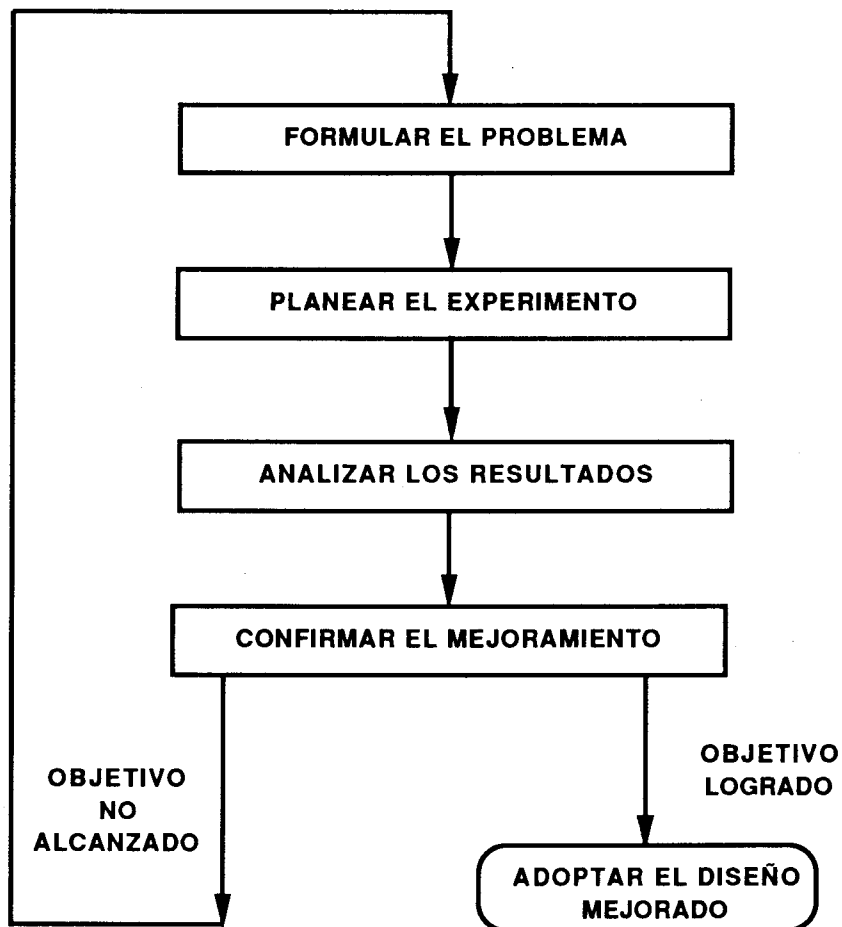 FORMULAR EL PROBLEMA
PLANEAR EL EXPERIMENTO
ANALIZAR LOS RESULTADOS
CONFIRMAR EL MEJORAMIENTO
OBJETIVO
NO
ALCANZADO
OBJETIVO
LOGRADO
ADOPTAR EL DISEÑO
MEJORADO